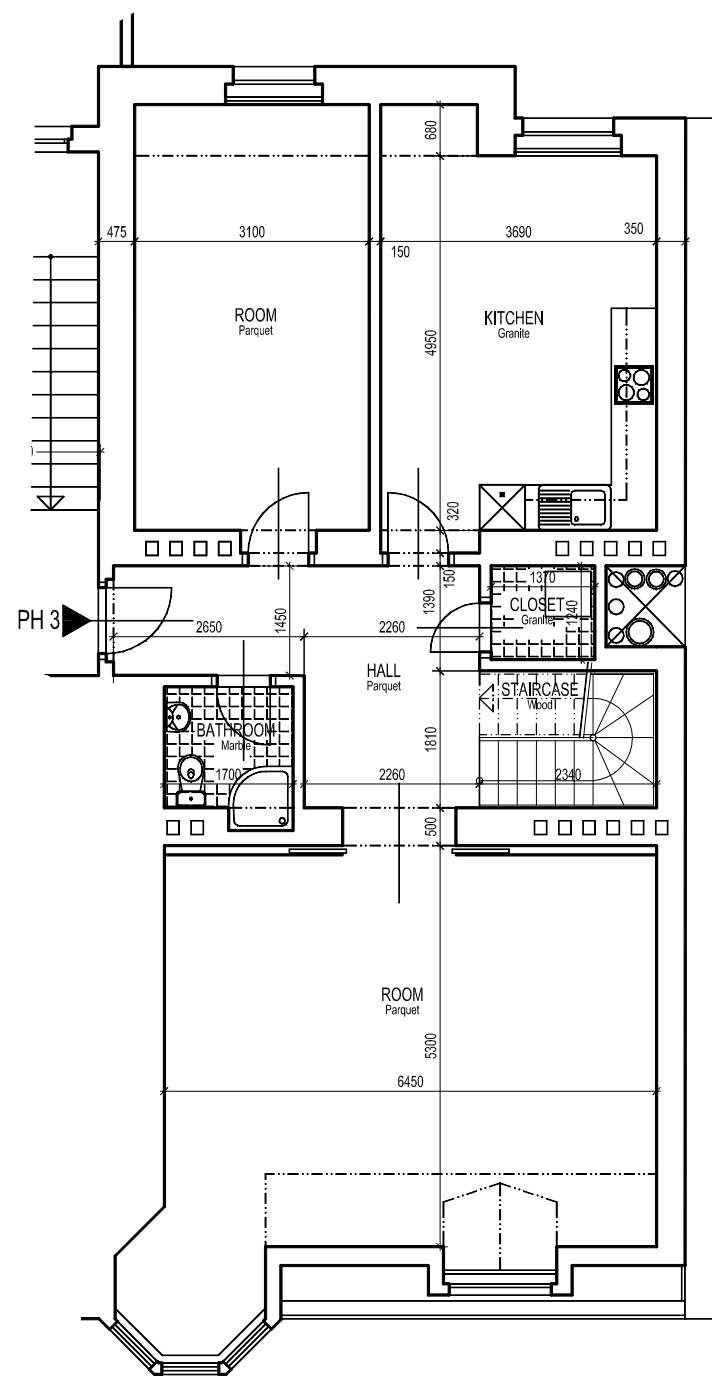 680
475
3100
3690
350
150
ROOM
Parquet
KITCHEN
Granite
4950
320
150
1390
1370
CLOSET
Granite
1240
PH 3
2650
1450
2260
HALL
Parquet
STAIRCASE
Wood
BATHROOM
Marble
1810
1700
2260
2340
500
ROOM
Parquet
5300
6450